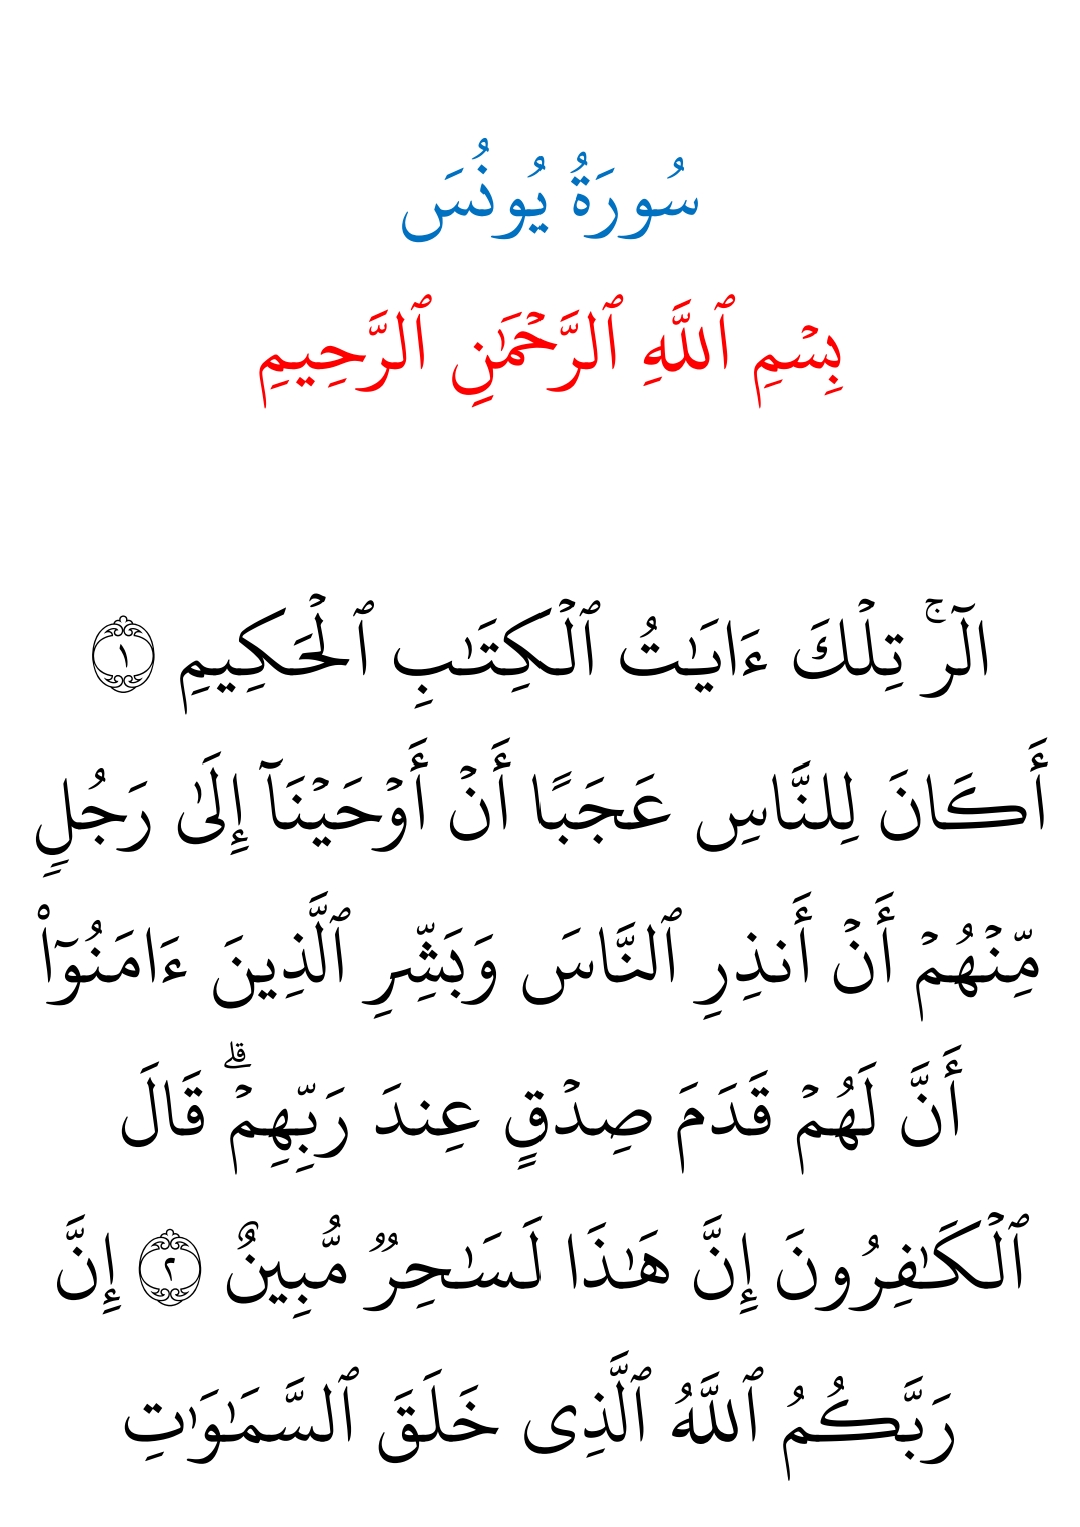 سُورَةُ يُونُسَ
بِسۡمِ ٱللَّهِ ٱلرَّحۡمَٰنِ ٱلرَّحِيمِ
الٓرۚ تِلۡكَ ءَايَٰتُ ٱلۡكِتَٰبِ ٱلۡحَكِيمِ ١
أَكَانَ لِلنَّاسِ عَجَبًا أَنۡ أَوۡحَيۡنَآ إِلَىٰ رَجُلٖ
مِّنۡهُمۡ أَنۡ أَنذِرِ ٱلنَّاسَ وَبَشِّرِ ٱلَّذِينَ ءَامَنُوٓاْ
أَنَّ لَهُمۡ قَدَمَ صِدۡقٍ عِندَ رَبِّهِمۡۗ قَالَ
ٱلۡكَٰفِرُونَ إِنَّ هَٰذَا لَسَٰحِرٞ مُّبِينٌ ٢ إِنَّ
رَبَّكُمُ ٱللَّهُ ٱلَّذِى خَلَقَ ٱلسَّمَٰوَٰتِ